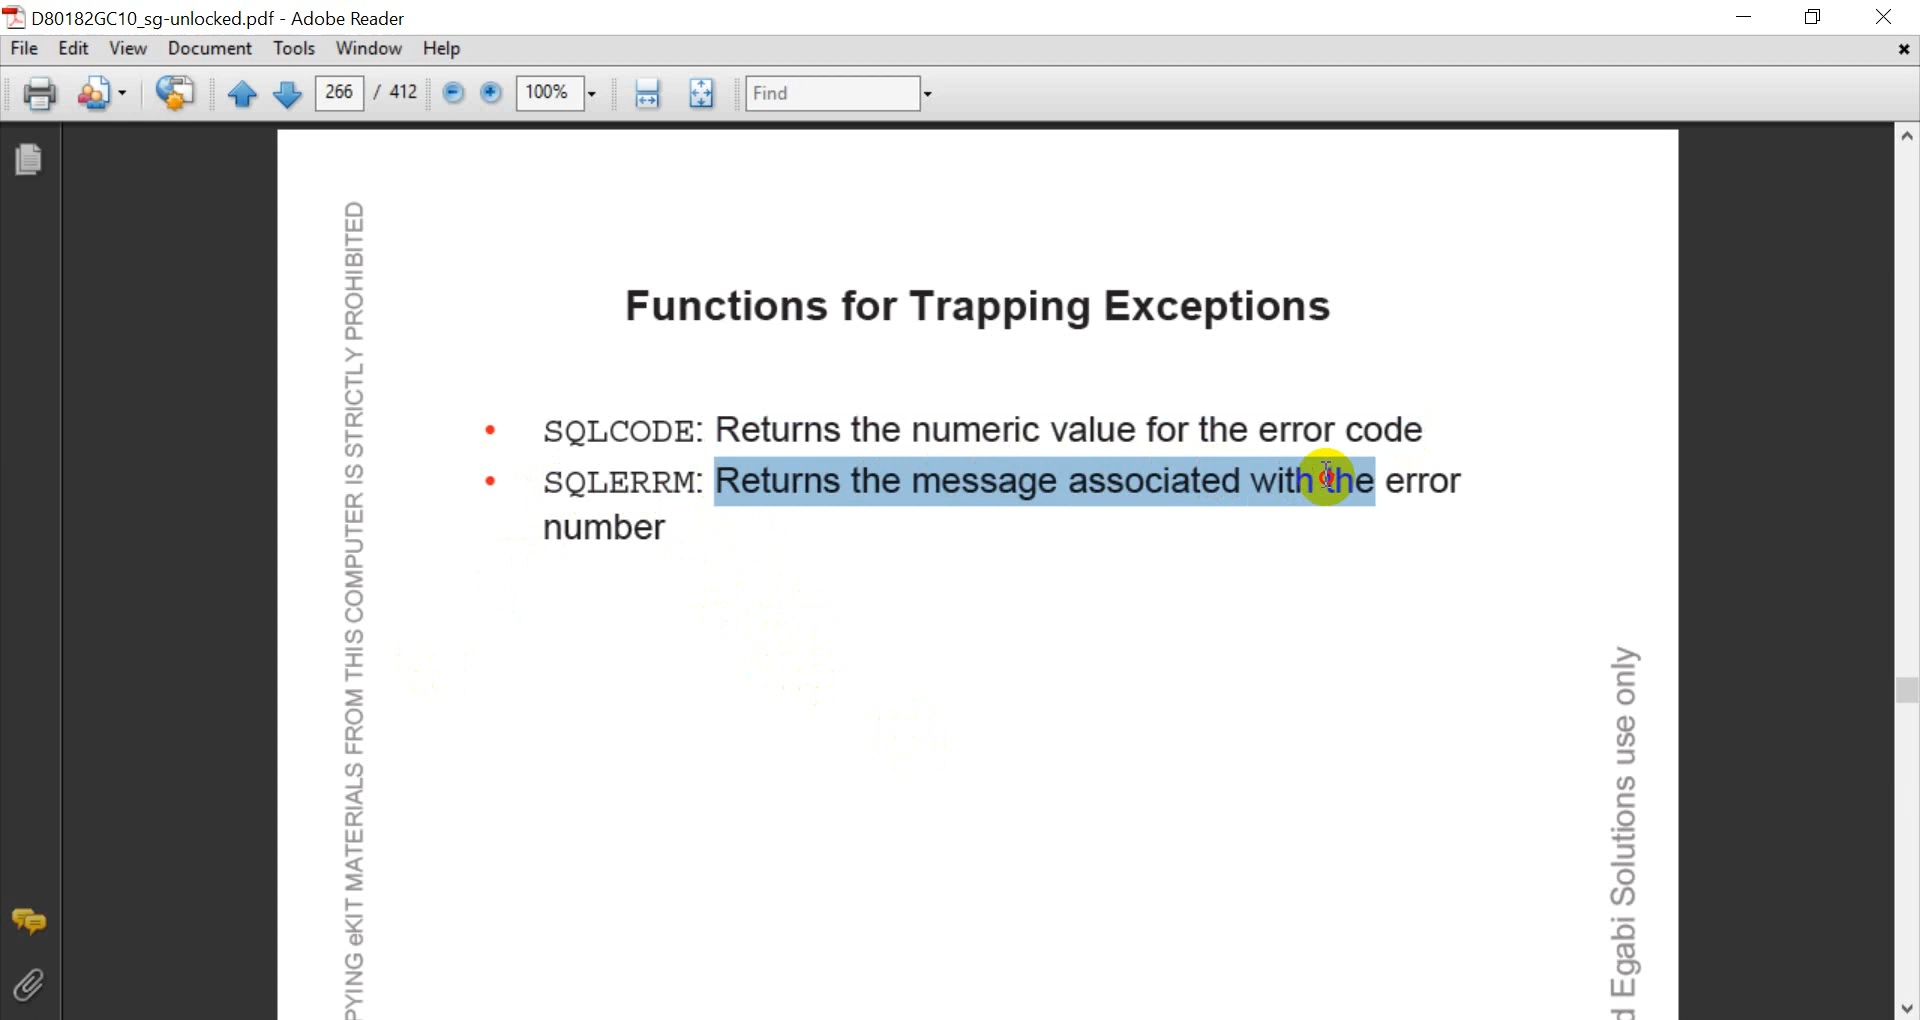 D80182GC10_sg-unlocked.pdf - Adobe Reader
File Edit View Document Tools Window Help
266 / 412 100% Find
Functions for Trapping Exceptions
• SQLCODE: Returns the numeric value for the error code
• SQLERRM: Returns the message associated with the error
number
PYING eKIT MATERIALS FROM THIS COMPUTER IS STRICTLY PROHIBITED
d Egabi Solutions use only